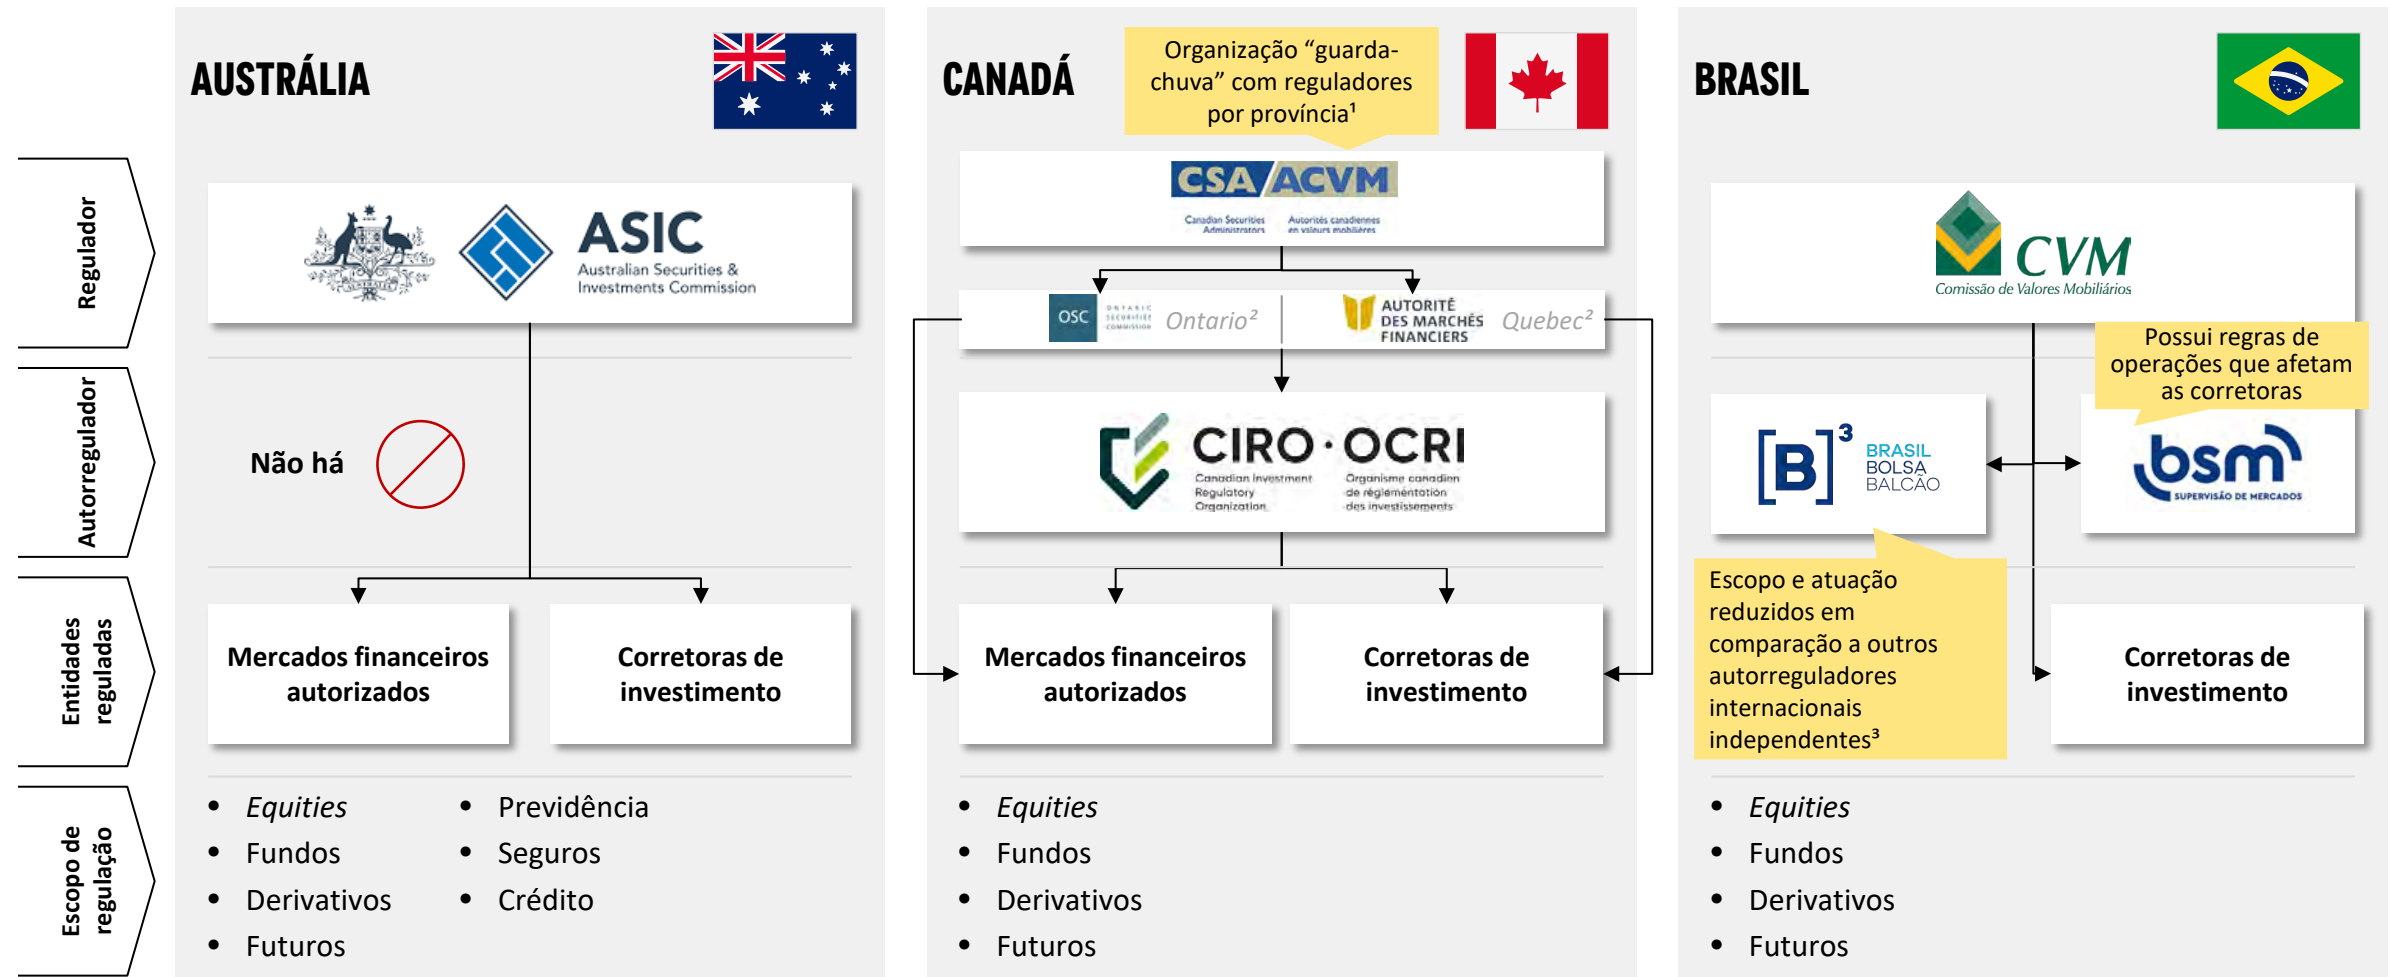 AUSTRÁLIA
CANADÁ
Organização “guarda-
chuva” com reguladores
por província¹
BRASIL
Regulador
ASIC
Australian Securities &
Investments Commission
CSA ACVM
Canadian Securities
Administrators
Autorités canadiennes
en valeurs mobilières
OSC
ONTARIO
SECURITIES
COMMISSION
Ontario²
AUTORITÉ
DES MARCHÉS
FINANCIERS
Quebec²
CVM
Comissão de Valores Mobiliários
Possui regras de
operações que afetam
as corretoras
Autorregulador
Não há
CIRO · OCRI
Canadian Investment
Regulatory
Organization
Organisme canadien
de réglementation
des investissements
[B]³
BRASIL
BOLSA
BALCÃO
bsm
SUPERVISÃO DE MERCADOS
Entidades
reguladas
Mercados financeiros
autorizados
Corretoras de
investimento
Mercados financeiros
autorizados
Corretoras de
investimento
Escopo e atuação
reduzidos em
comparação a outros
autorreguladores
internacionais
independentes³
Corretoras de
investimento
Escopo de
regulação
• Equities
• Fundos
• Derivativos
• Futuros
• Previdência
• Seguros
• Crédito
• Equities
• Fundos
• Derivativos
• Futuros
• Equities
• Fundos
• Derivativos
• Futuros